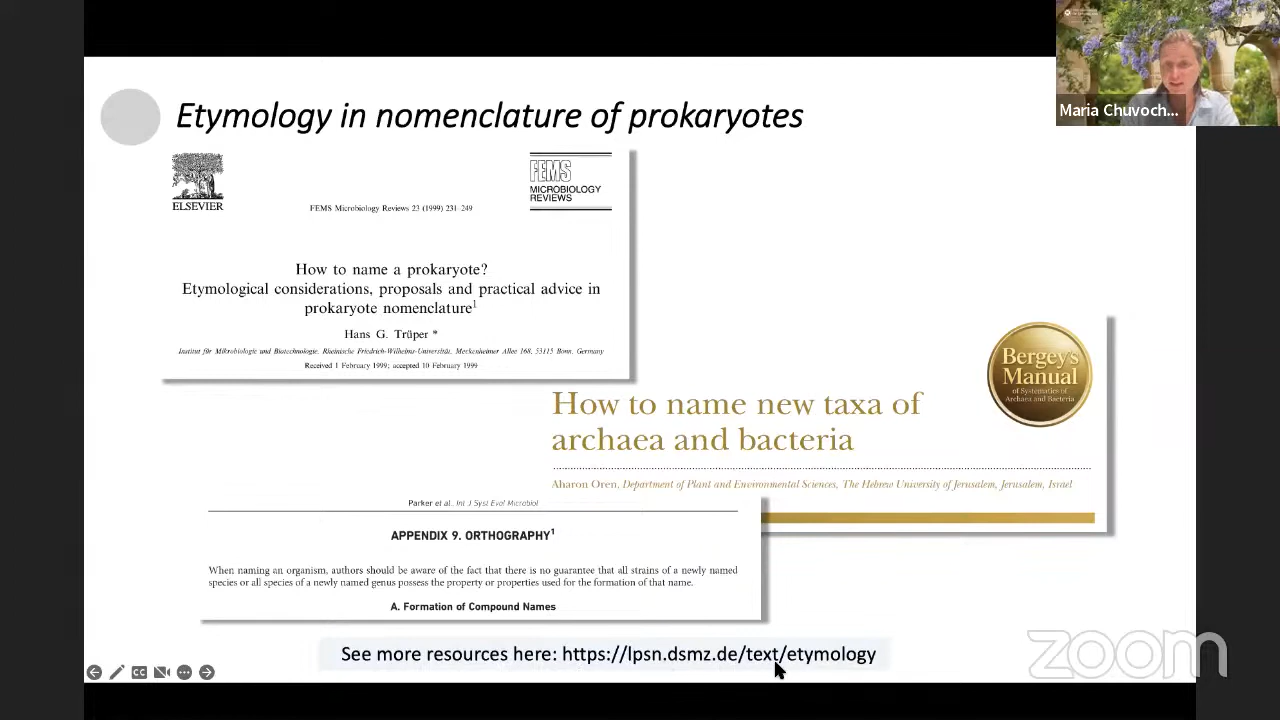 Etymology in nomenclature of prokaryotes
Maria Chuvoch...
ELSEVIER
FEMS Microbiology Reviews 23 (1999) 231-249
FEMS
MICROBIOLOGY
REVIEWS
How to name a prokaryote?
Etymological considerations, proposals and practical advice in
prokaryote nomenclature1
Hans G. Trüper *
Institut für Mikrobiologie und Biotechnologie, Rheinische Friedrich-Wilhelms-Universität, Meckenheimer Allee 168, 53115 Bonn, Germany
Received 1 February 1999; accepted 10 February 1999
Bergey's
Manual
of Systematics of
Archaea and Bacteria
How to name new taxa of
archaea and bacteria
Aharon Oren, Department of Plant and Environmental Sciences, The Hebrew University of Jerusalem, Jerusalem, Israel
Parker et al. Int J Syst Evol Microbiol
APPENDIX 9. ORTHOGRAPHY1
When naming an organism, authors should be aware of the fact that there is no guarantee that all strains of a newly named
species or all species of a newly named genus possess the property or properties used for the formation of that name.
A. Formation of Compound Names
See more resources here: https://lpsn.dsmz.de/text/etymology
CC
zoom